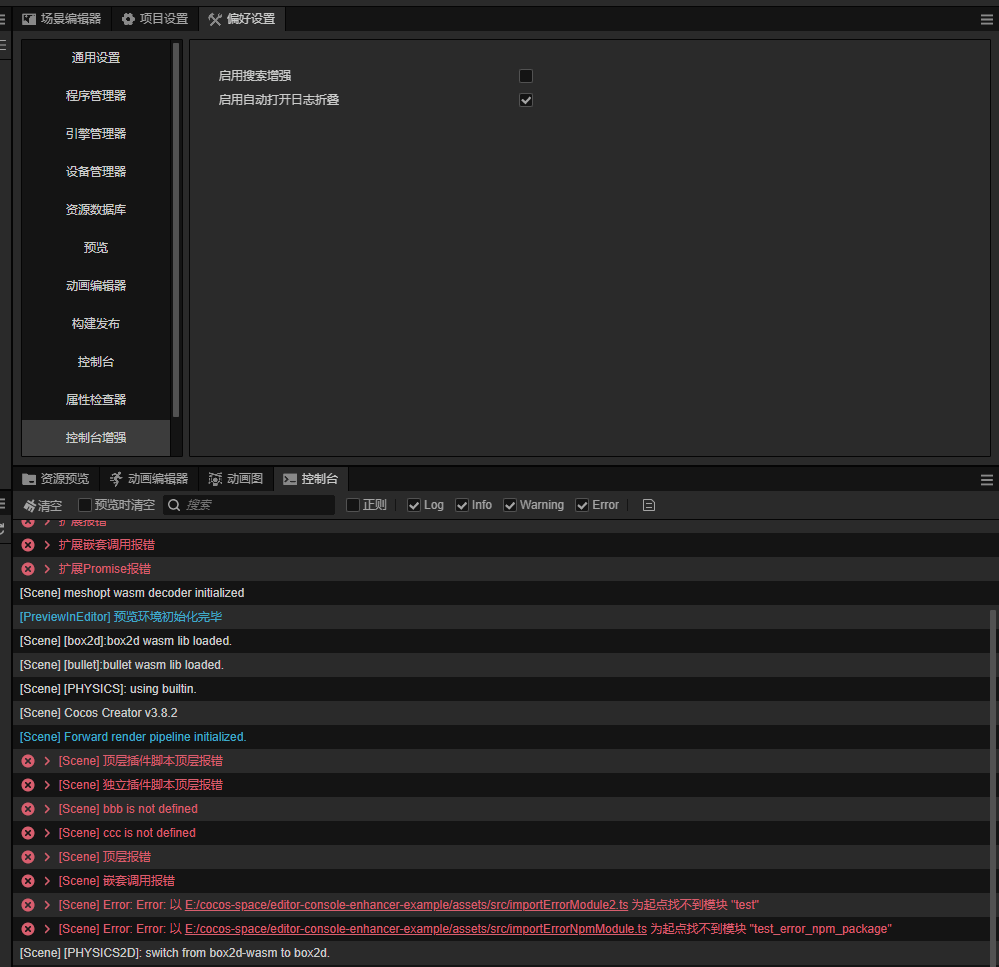 场景编辑器 项目设置 偏好设置
通用设置
程序管理器
引擎管理器
设备管理器
资源数据库
预览
动画编辑器
构建发布
控制台
属性检查器
控制台增强
启用搜索增强
启用自动打开日志折叠
资源预览 动画编辑器 动画图 控制台
清空 预览时清空 搜索 正则 Log Info Warning Error
扩展报错
扩展嵌套调用报错
扩展Promise报错
[Scene] meshopt wasm decoder initialized
[PreviewInEditor] 预览环境初始化完毕
[Scene] [box2d]:box2d wasm lib loaded.
[Scene] [bullet]:bullet wasm lib loaded.
[Scene] [PHYSICS]: using builtin.
[Scene] Cocos Creator v3.8.2
[Scene] Forward render pipeline initialized.
[Scene] 顶层插件脚本顶层报错
[Scene] 独立插件脚本顶层报错
[Scene] bbb is not defined
[Scene] ccc is not defined
[Scene] 顶层报错
[Scene] 嵌套调用报错
[Scene] Error: Error: 以 E:/cocos-space/editor-console-enhancer-example/assets/src/importErrorModule2.ts 为起点找不到模块 "test"
[Scene] Error: Error: 以 E:/cocos-space/editor-console-enhancer-example/assets/src/importErrorNpmModule.ts 为起点找不到模块 "test_error_npm_package"
[Scene] [PHYSICS2D]: switch from box2d-wasm to box2d.